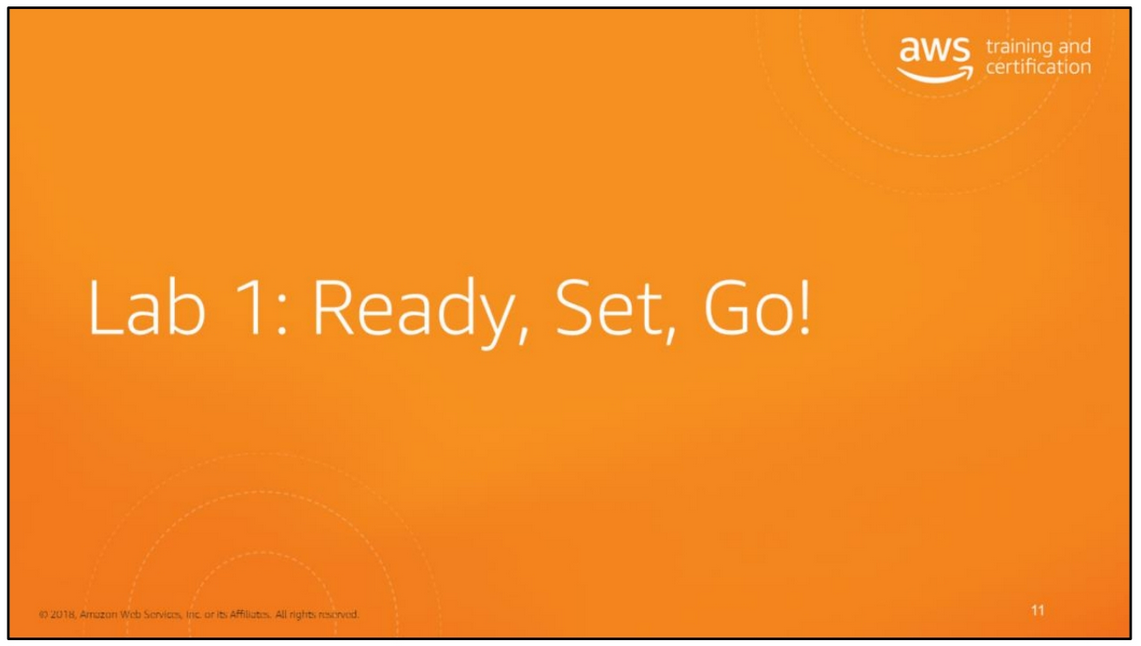 aws training and
certification
Lab 1: Ready, Set, Go!
© 2018, Amazon Web Services, Inc. or its Affiliates. All rights reserved.
11